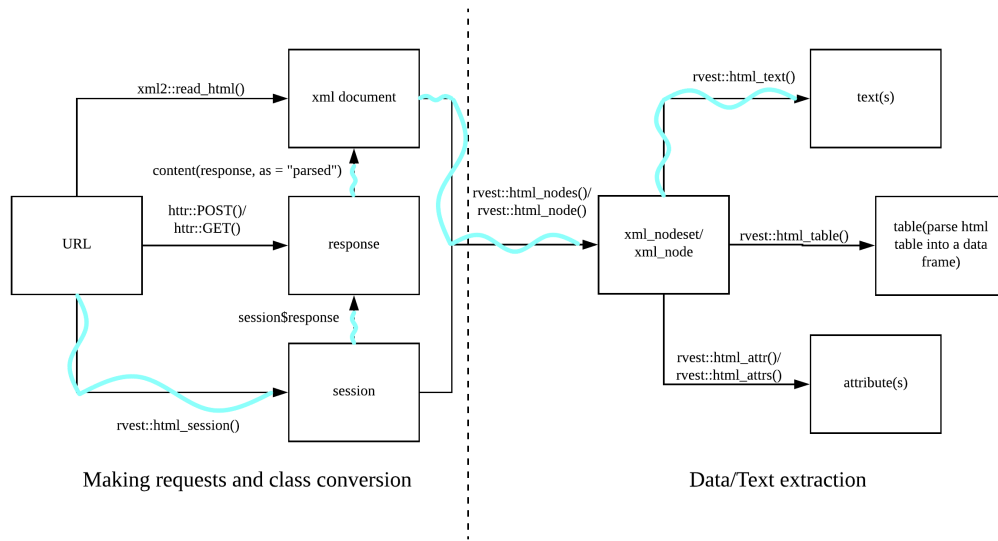 xml2::read_html()
xml document
content(response, as = "parsed")
URL
httr::POST()/
httr::GET()
response
session$response
session
rvest::html_session()
Making requests and class conversion
rvest::html_nodes()/
rvest::html_node()
xml_nodeset/
xml_node
rvest::html_text()
text(s)
rvest::html_table()
table(parse html
table into a data
frame)
rvest::html_attr()/
rvest::html_attrs()
attribute(s)
Data/Text extraction